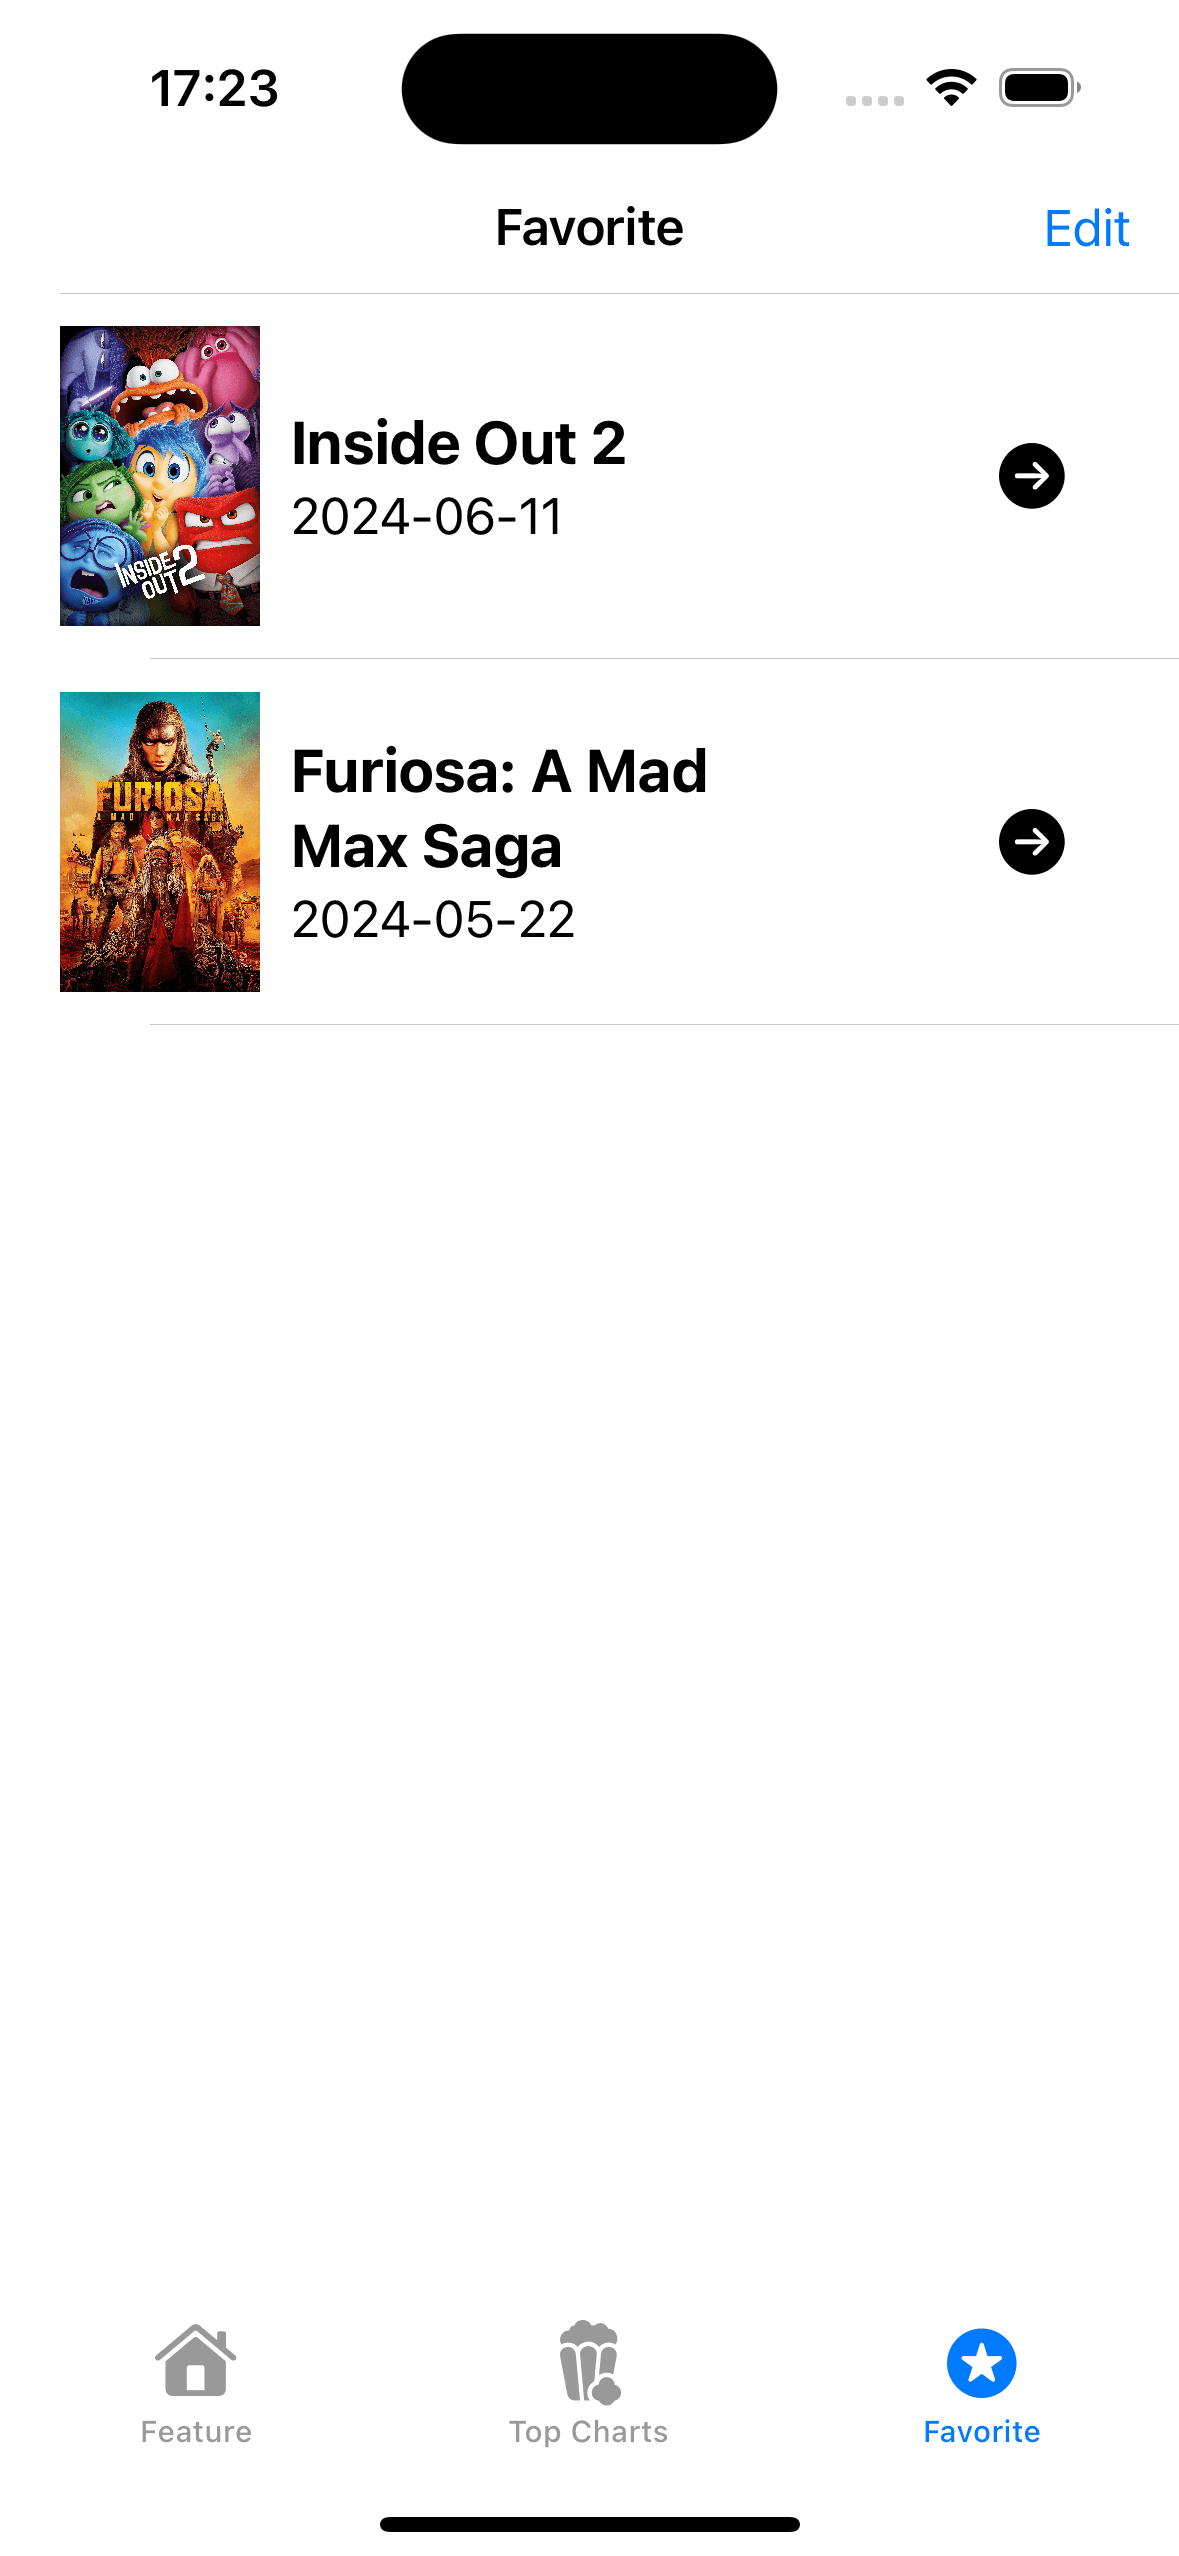 17:23
Favorite
Edit
INSIDE
OUT 2
Inside Out 2
2024-06-11
FURIOSA
A MAD MAX SAGA
Furiosa: A Mad
Max Saga
2024-05-22
Feature
Top Charts
Favorite